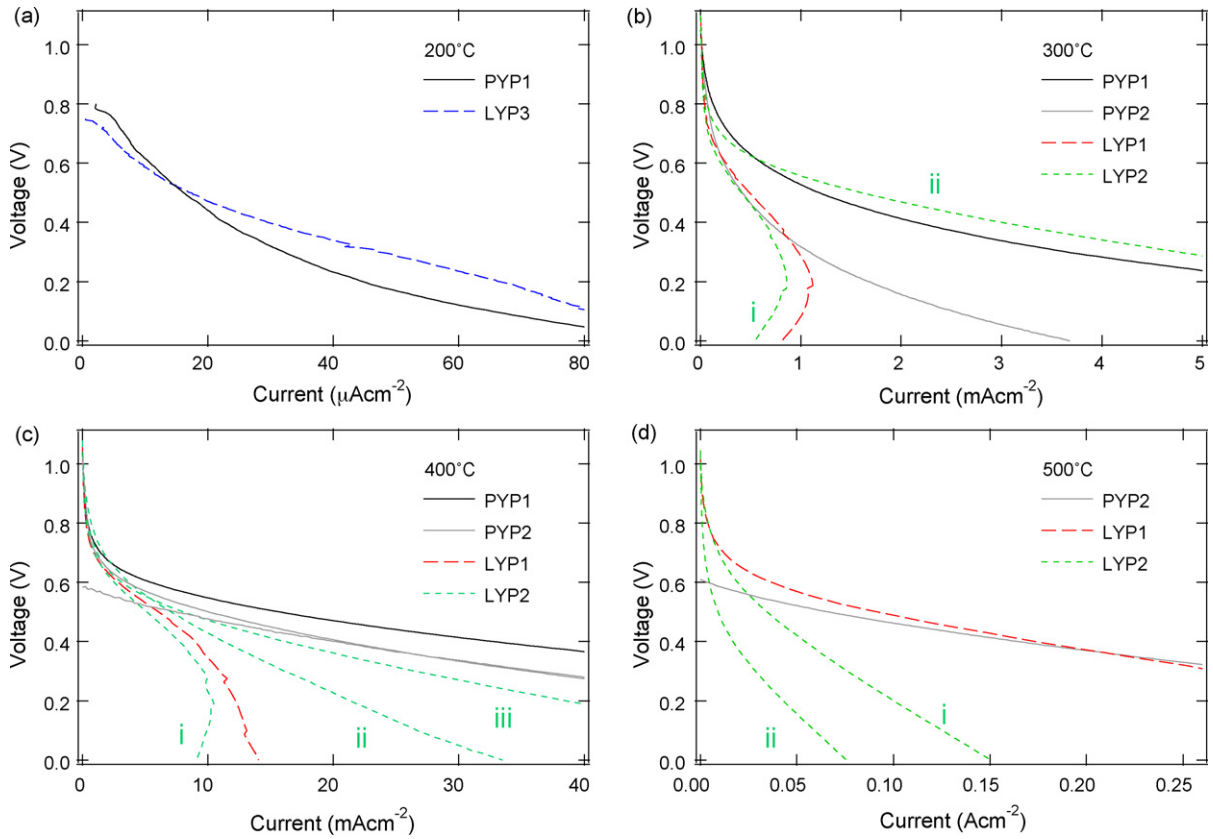 (a)
200°C
PYP1
LYP3
Voltage (V)
1.0
0.8
0.6
0.4
0.2
0.0
0 20 40 60 80
Current (μAcm-2)
(b)
300°C
PYP1
PYP2
LYP1
LYP2
ii
i
Voltage (V)
1.0
0.8
0.6
0.4
0.2
0.0
0 1 2 3 4 5
Current (mAcm-2)
(c)
400°C
PYP1
PYP2
LYP1
LYP2
i
ii
iii
Voltage (V)
1.0
0.8
0.6
0.4
0.2
0.0
0 10 20 30 40
Current (mAcm-2)
(d)
500°C
PYP2
LYP1
LYP2
i
ii
Voltage (V)
1.0
0.8
0.6
0.4
0.2
0.0
0.00 0.05 0.10 0.15 0.20 0.25
Current (Acm-2)